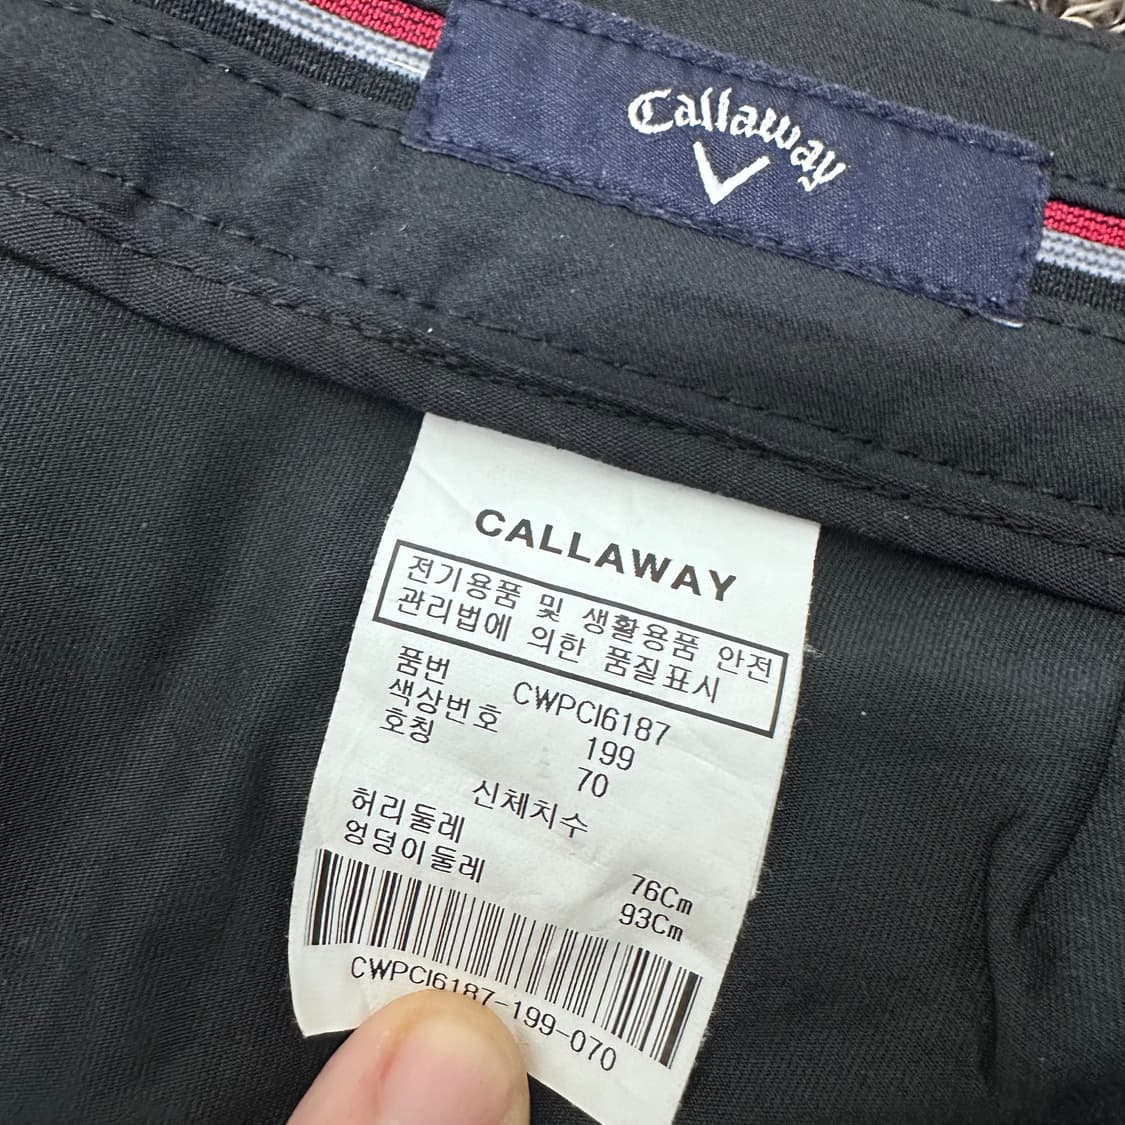 Callaway
CALLAWAY
전기용품 및 생활용품 안전
관리법에 의한 품질표시
품번 CWPCI6187
색상번호 199
호칭 70
신체치수
허리둘레 76Cm
엉덩이둘레 93Cm
CWPCI6187-199-070